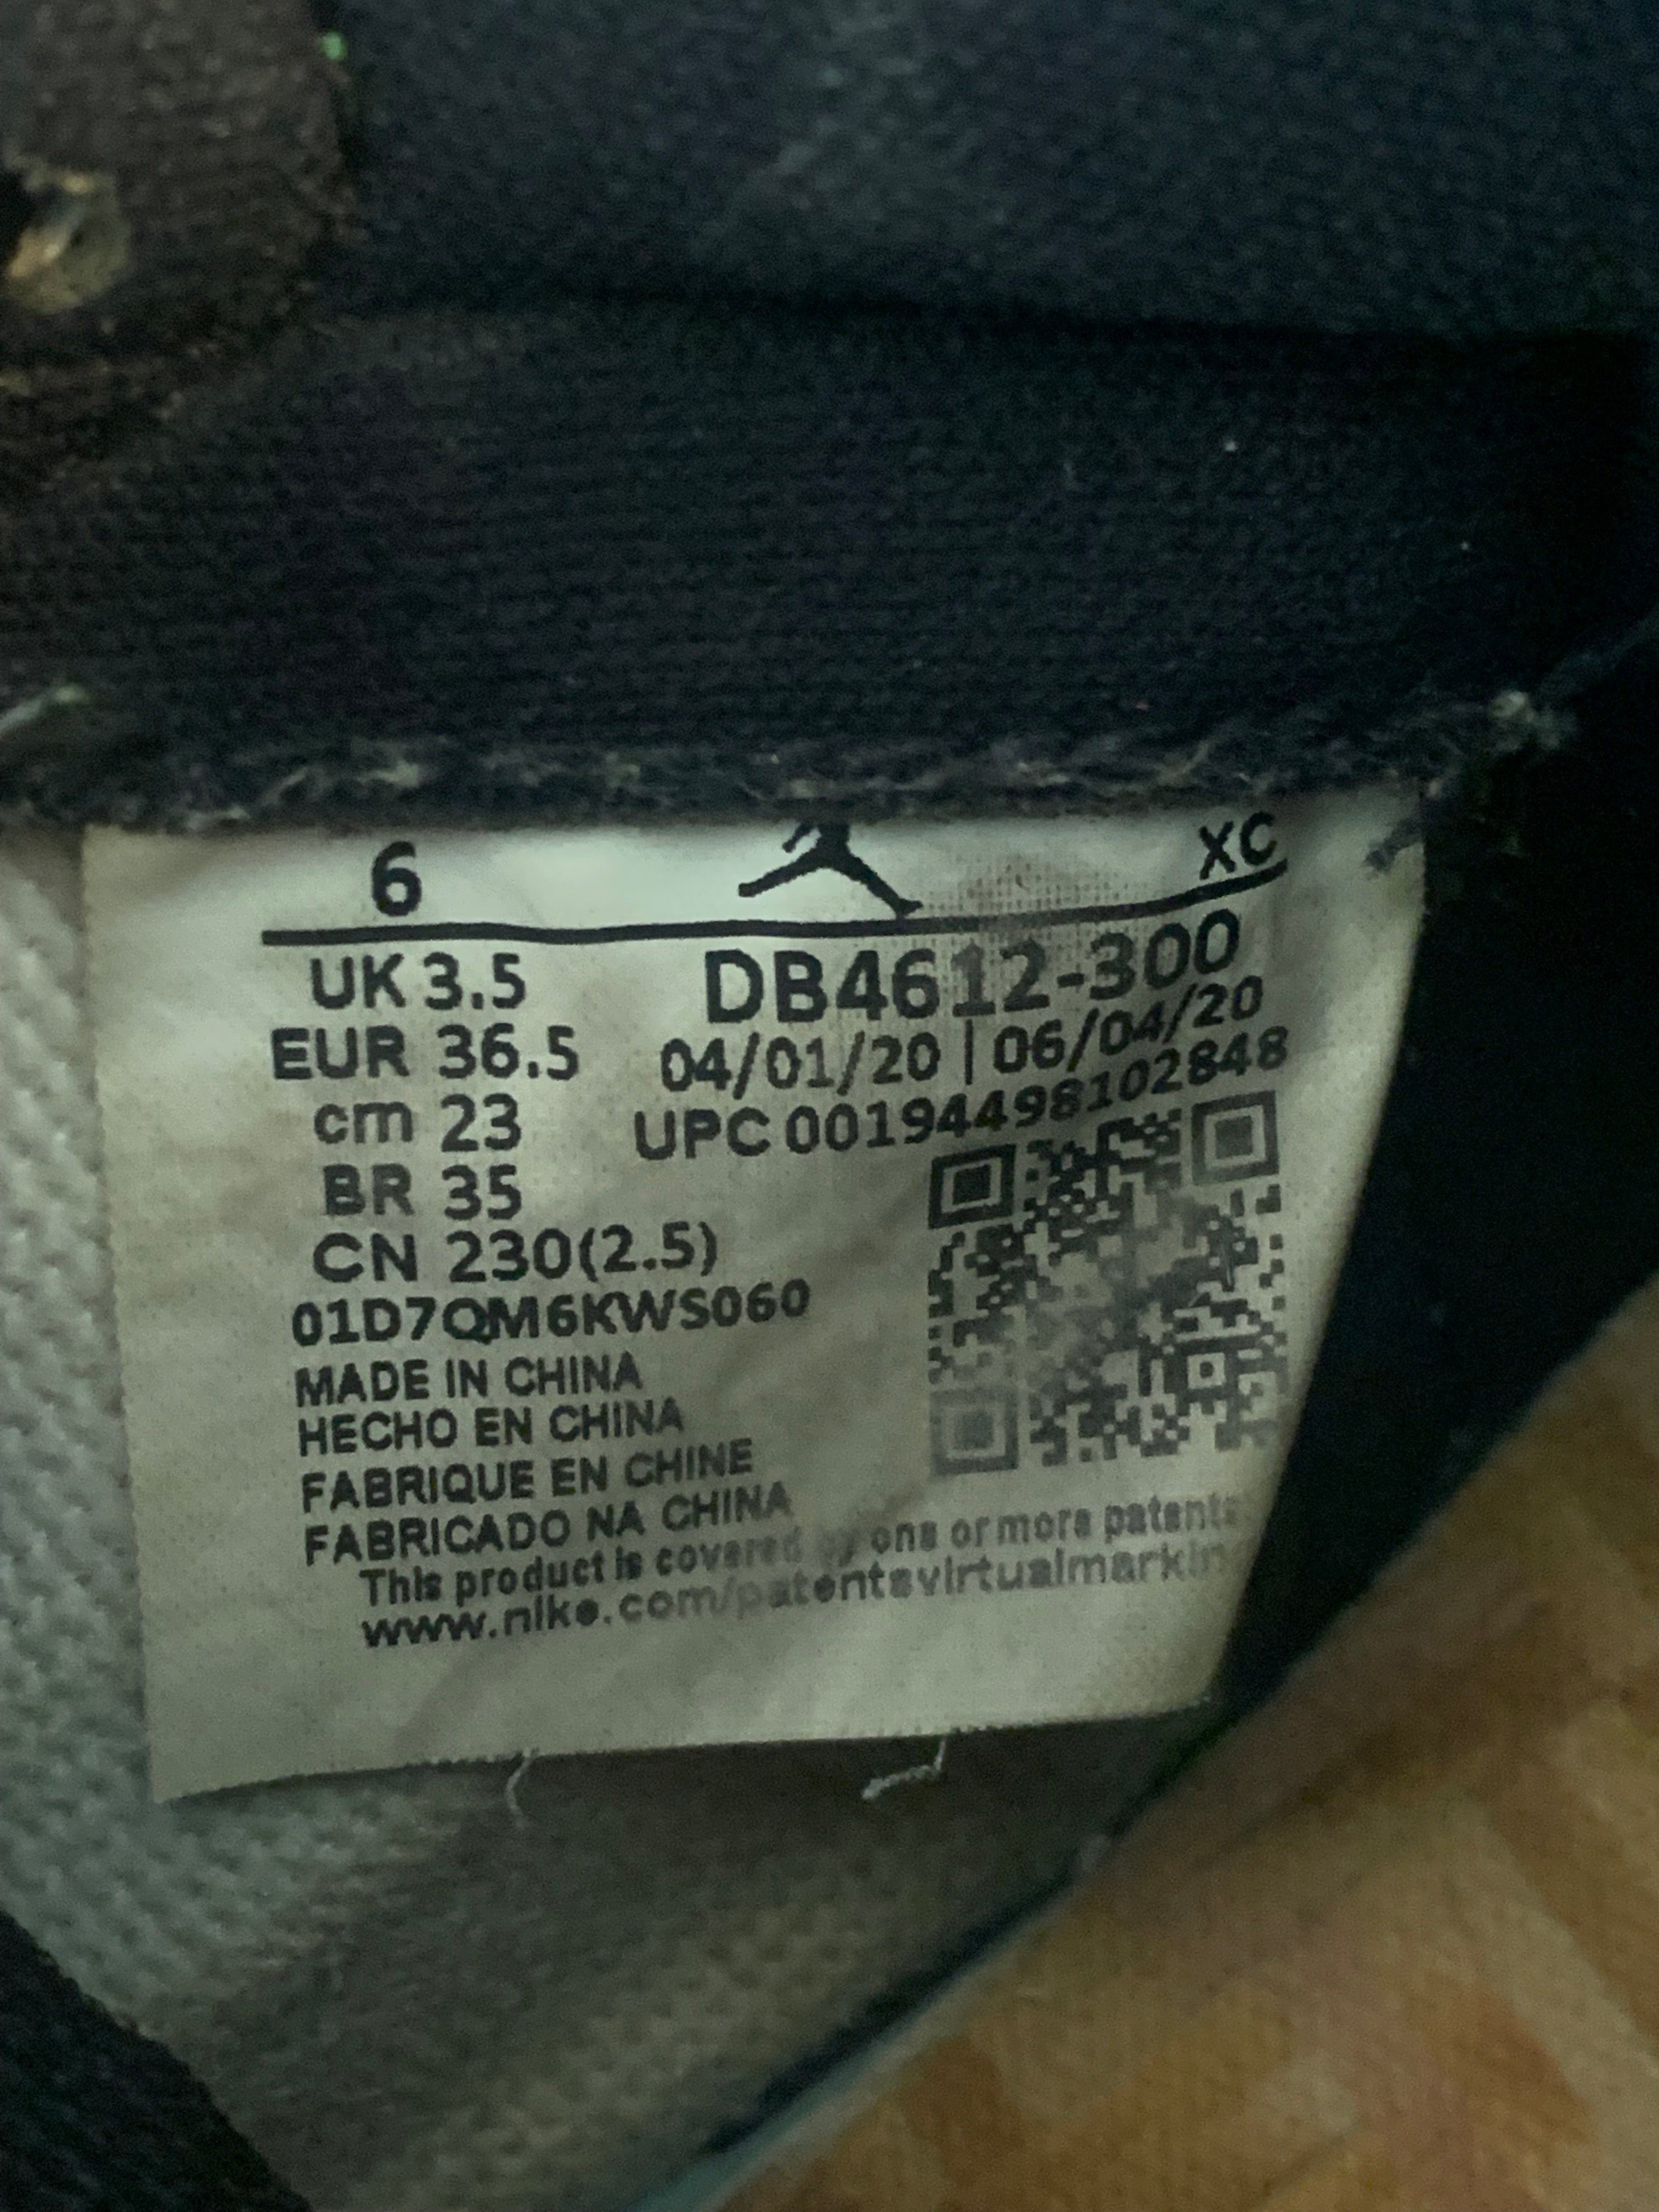 6 XC
UK 3.5 DB4612-300
EUR 36.5 04/01/20 | 06/04/20
cm 23 UPC 00194498102848
BR 35
CN 230(2.5)
01D7QM6KWS060
MADE IN CHINA
HECHO EN CHINA
FABRIQUE EN CHINE
FABRICADO NA CHINA
This product is covered by one or more patents
www.nike.com/patentsvirtualmarkin